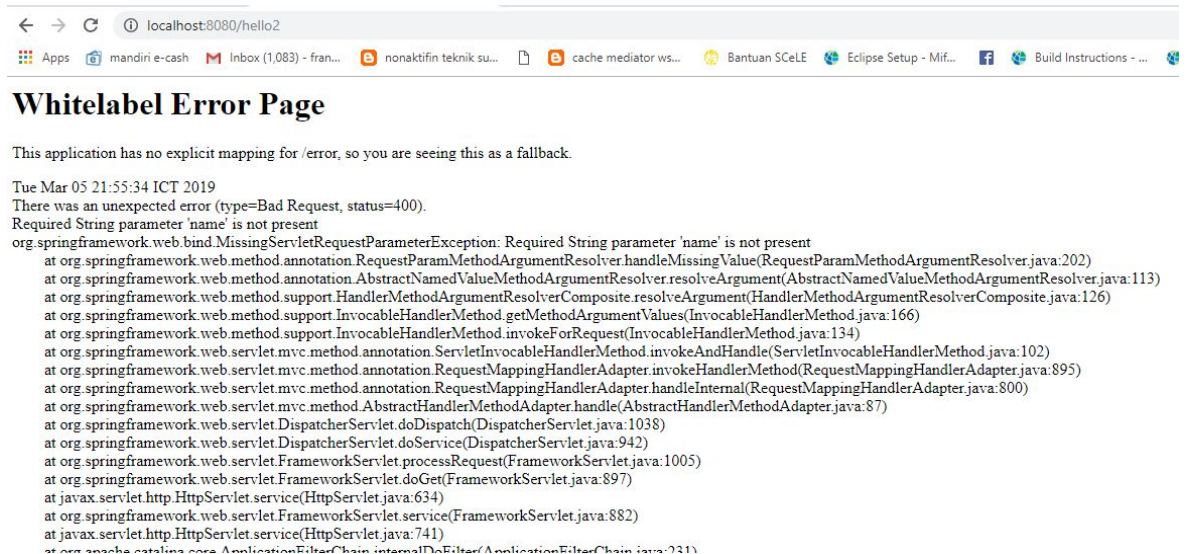 localhost:8080/hello2
Apps mandiri e-cash Inbox (1,083) - fran... nonaktifin teknik su... cache mediator ws... Bantuan SCeLE Eclipse Setup - Mif... Build Instructions - ...
Whitelabel Error Page
This application has no explicit mapping for /error, so you are seeing this as a fallback.
Tue Mar 05 21:55:34 ICT 2019
There was an unexpected error (type=Bad Request, status=400).
Required String parameter 'name' is not present
org.springframework.web.bind.MissingServletRequestParameterException: Required String parameter 'name' is not present
at org.springframework.web.method.annotation.RequestParamMethodArgumentResolver.handleMissingValue(RequestParamMethodArgumentResolver.java:202)
at org.springframework.web.method.annotation.AbstractNamedValueMethodArgumentResolver.resolveArgument(AbstractNamedValueMethodArgumentResolver.java:113)
at org.springframework.web.method.support.HandlerMethodArgumentResolverComposite.resolveArgument(HandlerMethodArgumentResolverComposite.java:126)
at org.springframework.web.method.support.InvocableHandlerMethod.getMethodArgumentValues(InvocableHandlerMethod.java:166)
at org.springframework.web.method.support.InvocableHandlerMethod.invokeForRequest(InvocableHandlerMethod.java:134)
at org.springframework.web.servlet.mvc.method.annotation.ServletInvocableHandlerMethod.invokeAndHandle(ServletInvocableHandlerMethod.java:102)
at org.springframework.web.servlet.mvc.method.annotation.RequestMappingHandlerAdapter.invokeHandlerMethod(RequestMappingHandlerAdapter.java:895)
at org.springframework.web.servlet.mvc.method.annotation.RequestMappingHandlerAdapter.handleInternal(RequestMappingHandlerAdapter.java:800)
at org.springframework.web.servlet.mvc.method.AbstractHandlerMethodAdapter.handle(AbstractHandlerMethodAdapter.java:87)
at org.springframework.web.servlet.DispatcherServlet.doDispatch(DispatcherServlet.java:1038)
at org.springframework.web.servlet.DispatcherServlet.doService(DispatcherServlet.java:942)
at org.springframework.web.servlet.FrameworkServlet.processRequest(FrameworkServlet.java:1005)
at org.springframework.web.servlet.FrameworkServlet.doGet(FrameworkServlet.java:897)
at javax.servlet.http.HttpServlet.service(HttpServlet.java:634)
at org.springframework.web.servlet.FrameworkServlet.service(FrameworkServlet.java:882)
at javax.servlet.http.HttpServlet.service(HttpServlet.java:741)
at org.apache.catalina.core.ApplicationFilterChain.internalDoFilter(ApplicationFilterChain.java:231)